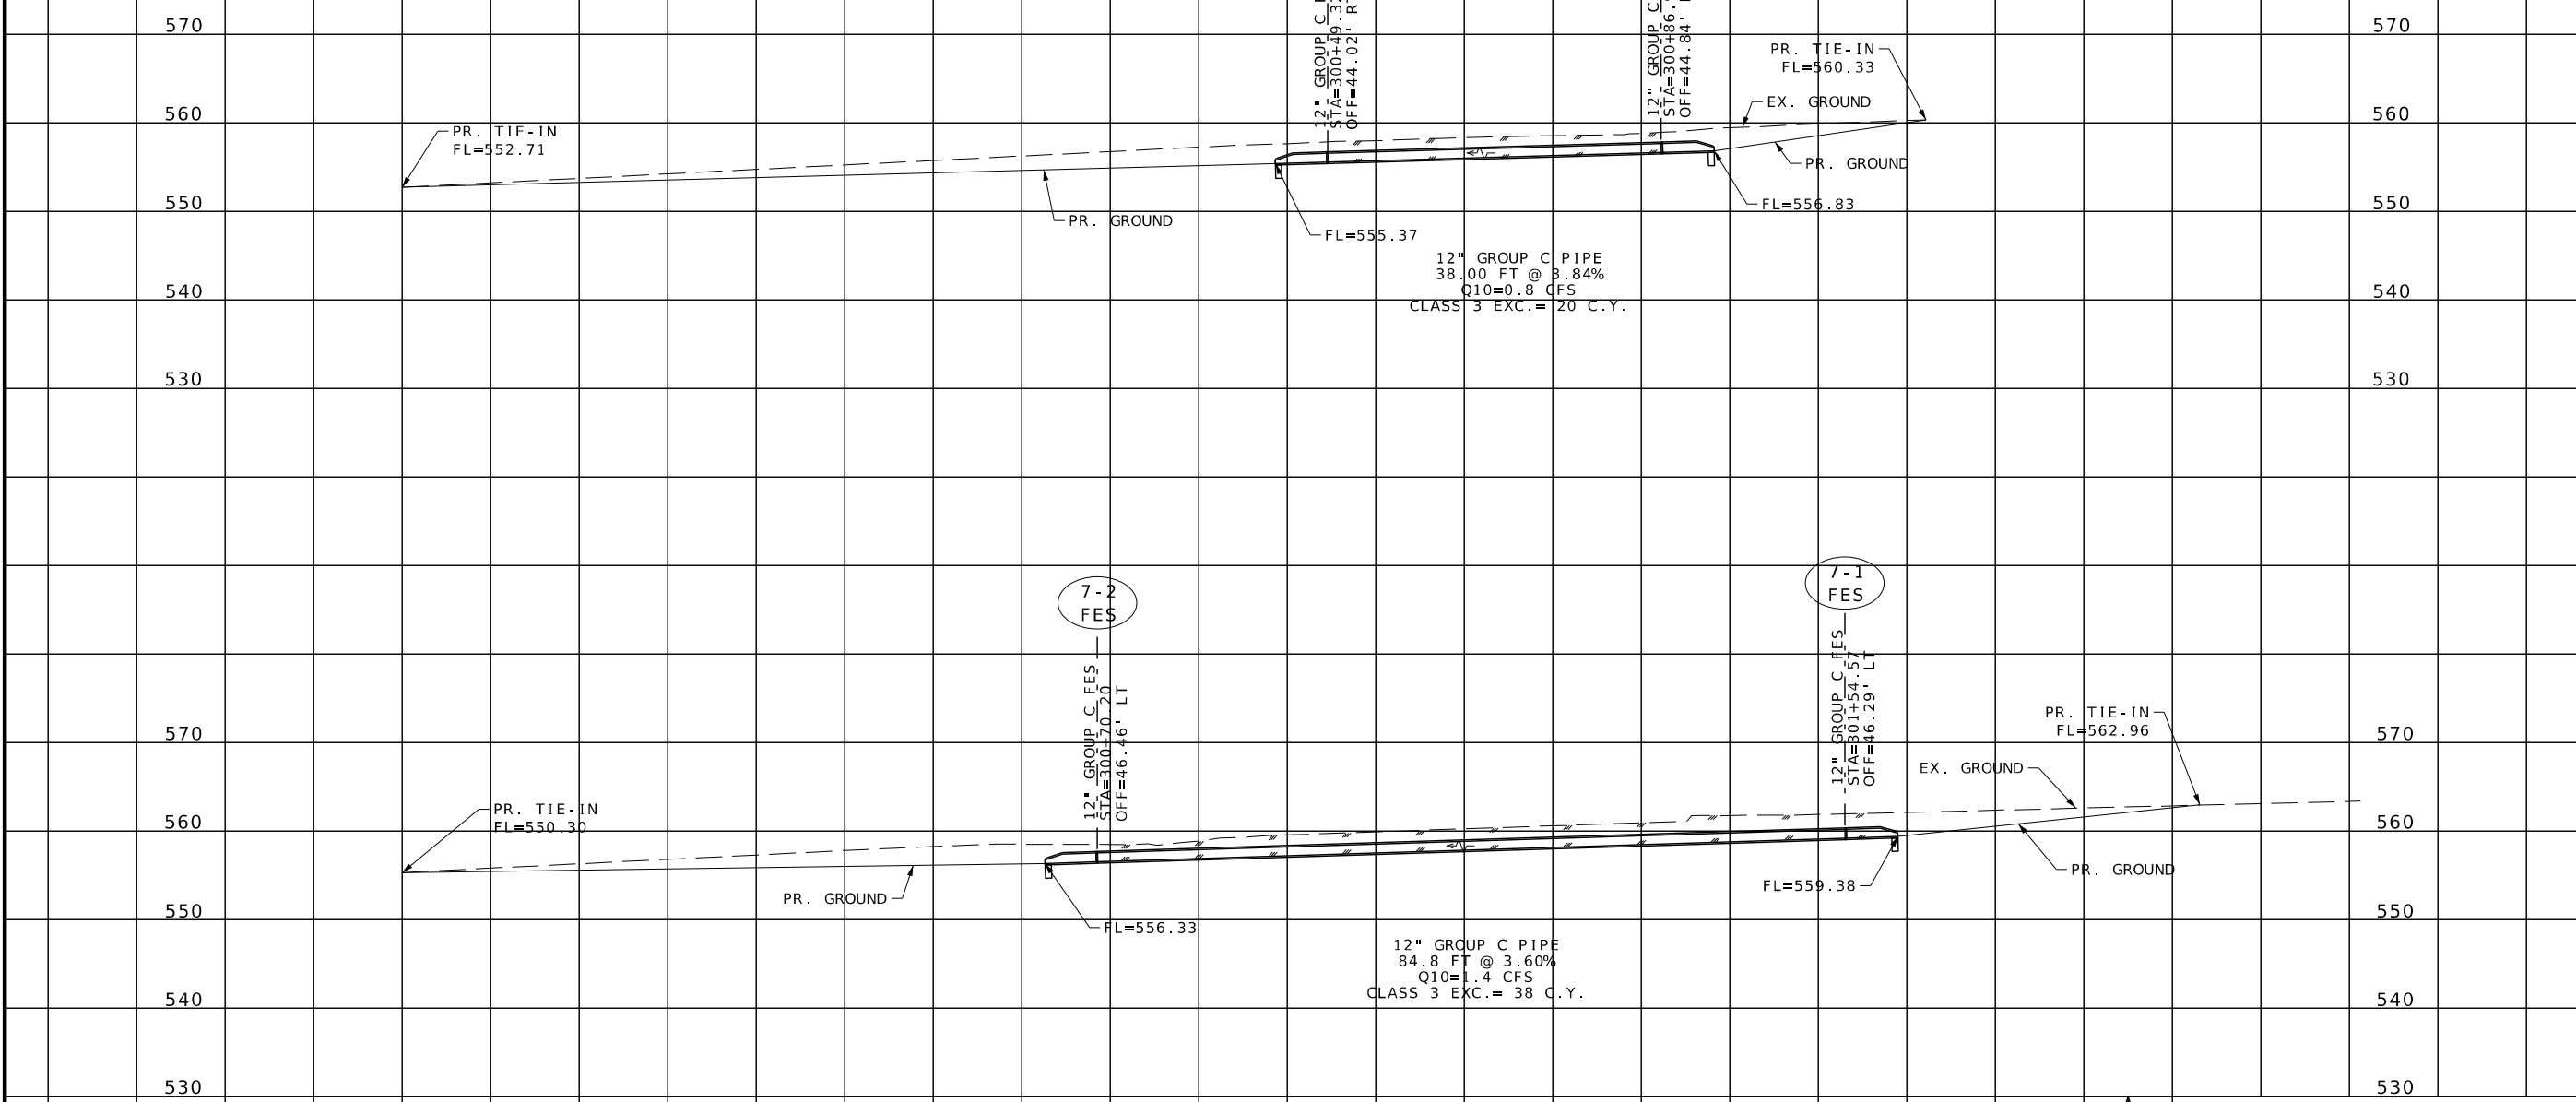 570
570
12" GROUP C
STA=300+49.32
OFF=44.02'
12" GROUP C
STA=300+86.
OFF=44.84'
PR. TIE-IN
FL=560.33
EX. GROUND
560
560
PR. TIE-IN
FL=552.71
PR. GROUND
550
550
PR. GROUND
FL=556.83
FL=555.37
12" GROUP C PIPE
38.00 FT @ 3.84%
Q10=0.8 CFS
CLASS 3 EXC.= 20 C.Y.
540
540
530
530
7-2
FES
7-1
FES
12" GROUP C FES
STA=300+70.20
OFF=46.46' LT
12" GROUP C FES
STA=301+54.57
OFF=46.29' LT
PR. TIE-IN
FL=562.96
570
570
EX. GROUND
PR. TIE-IN
FL=550.30
560
560
PR. GROUND
PR. GROUND
FL=559.38
550
550
FL=556.33
12" GROUP C PIPE
84.8 FT @ 3.60%
Q10=1.4 CFS
CLASS 3 EXC.= 38 C.Y.
540
540
530
530